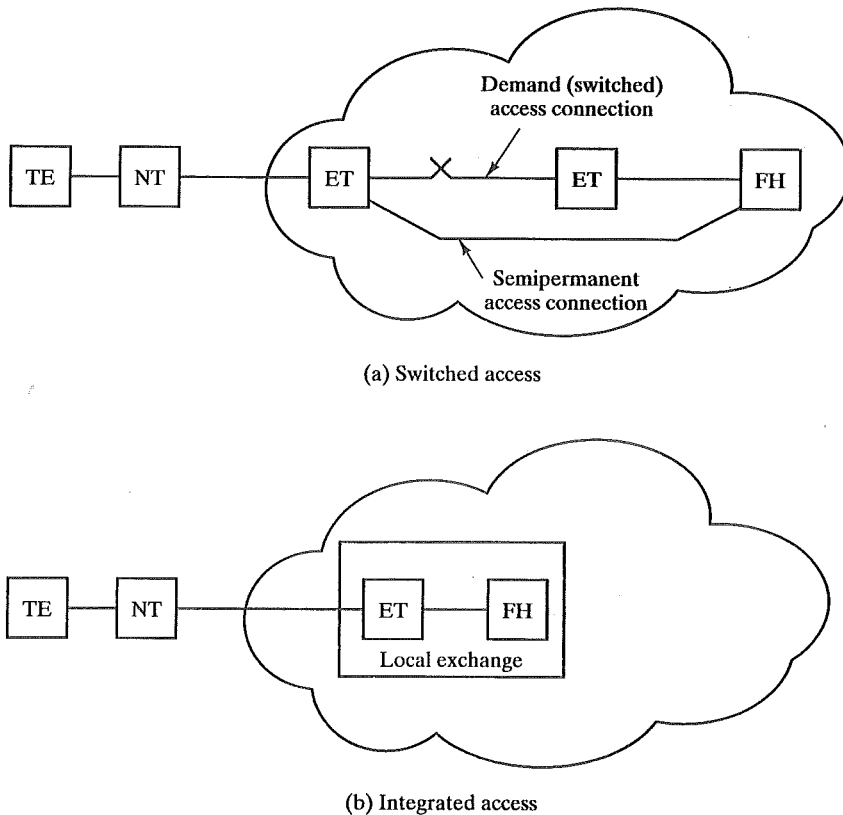 Demand (switched)
access connection
TE
NT
ET
ET
FH
Semipermanent
access connection
(a) Switched access
TE
NT
ET
FH
Local exchange
(b) Integrated access